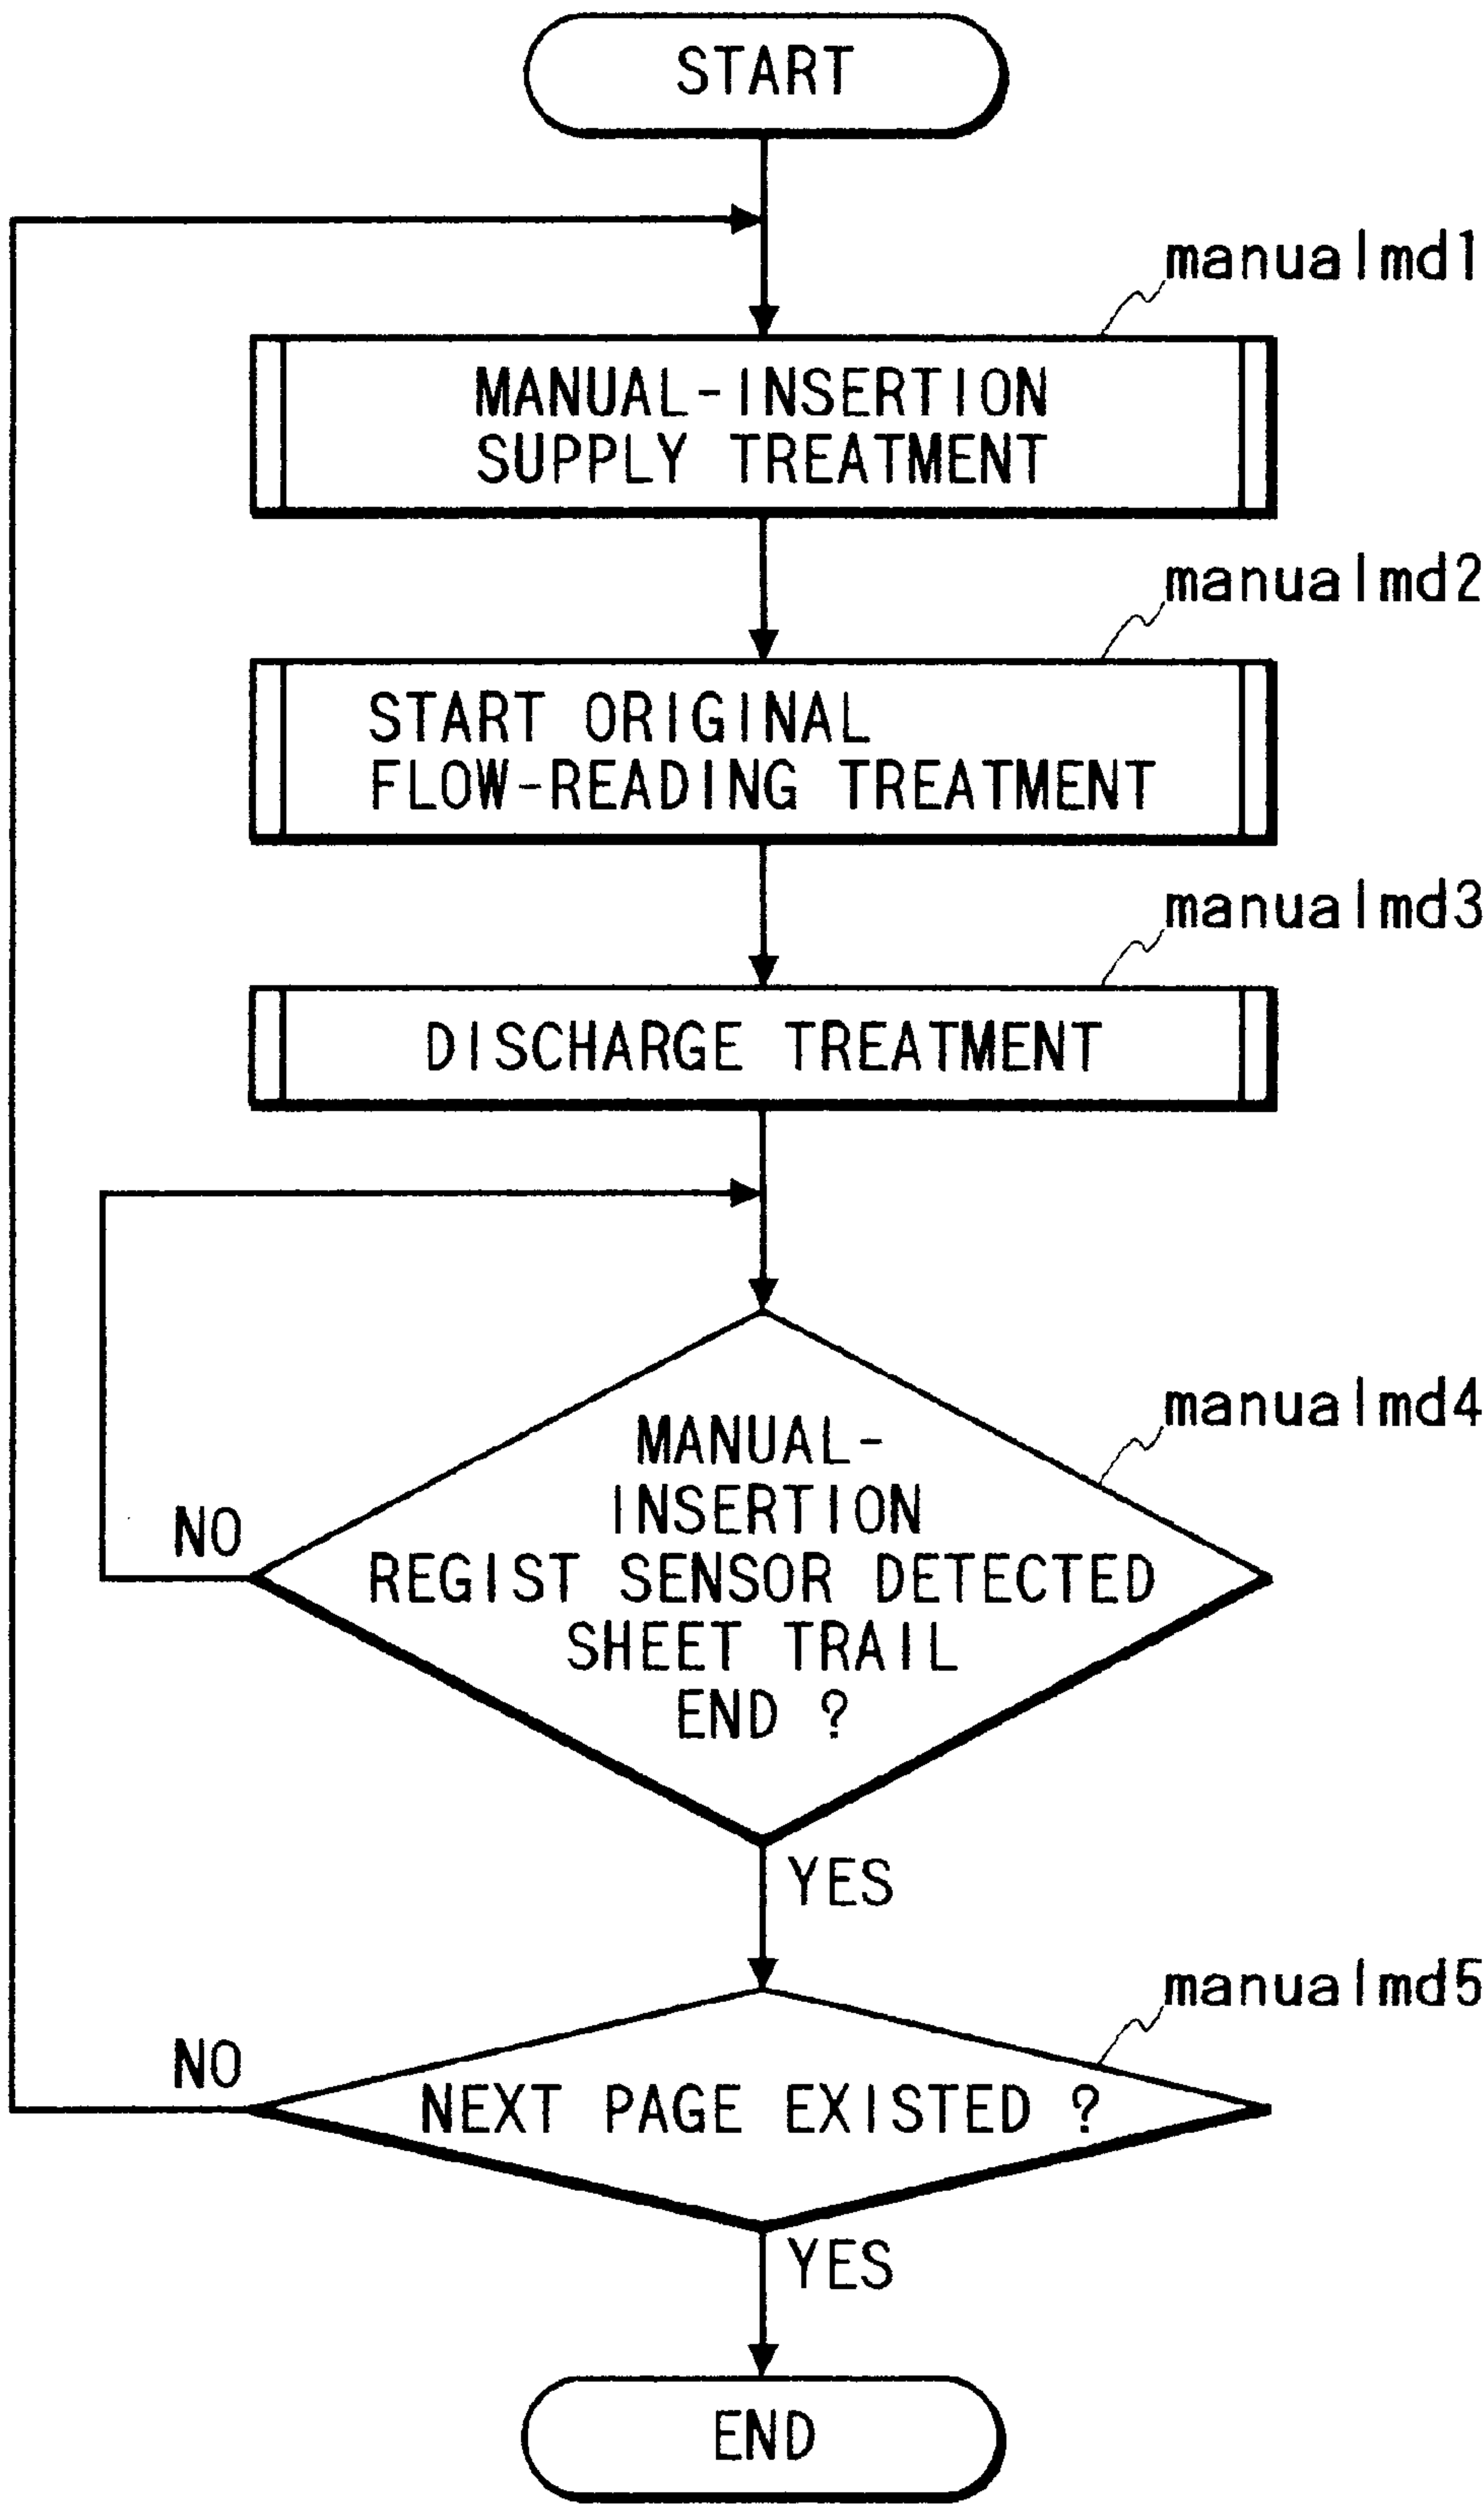 START
manualmd1
MANUAL-INSERTION
SUPPLY TREATMENT
manualmd2
START ORIGINAL
FLOW-READING TREATMENT
manualmd3
DISCHARGE TREATMENT
manualmd4
MANUAL-
INSERTION
NO
REGIST SENSOR DETECTED
SHEET TRAIL
END ?
YES
manualmd5
NO
NEXT PAGE EXISTED ?
YES
END